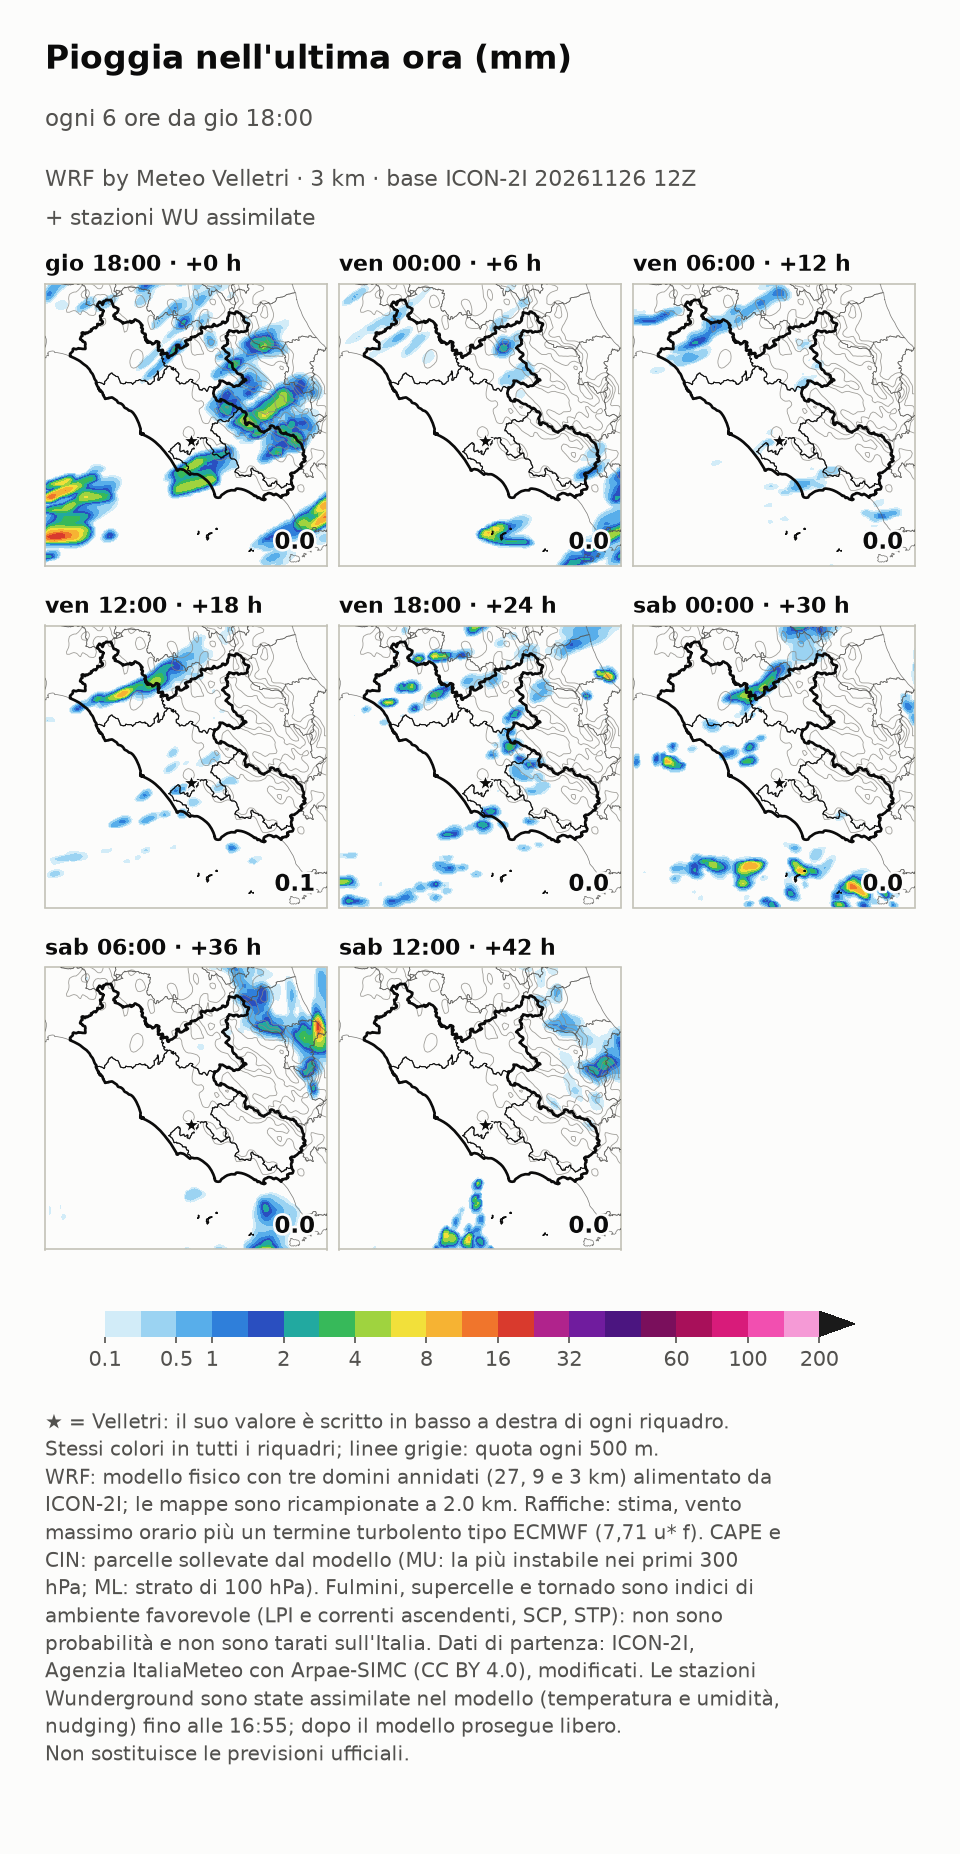 Pioggia nell'ultima ora (mm)
ogni 6 ore da gio 18:00
WRF by Meteo Velletri · 3 km · base ICON-2I 20261126 12Z
+ stazioni WU assimilate
gio 18:00 · +0 h
ven 00:00 · +6 h
ven 06:00 · +12 h
0.0
0.0
0.0
ven 12:00 · +18 h
ven 18:00 · +24 h
sab 00:00 · +30 h
0.1
0.0
0.0
sab 06:00 · +36 h
sab 12:00 · +42 h
0.0
0.0
0.1 0.5 1 2 4 8 16 32 60 100 200
★ = Velletri: il suo valore è scritto in basso a destra di ogni riquadro.
Stessi colori in tutti i riquadri; linee grigie: quota ogni 500 m.
WRF: modello fisico con tre domini annidati (27, 9 e 3 km) alimentato da
ICON-2I; le mappe sono ricampionate a 2.0 km. Raffiche: stima, vento
massimo orario più un termine turbolento tipo ECMWF (7,71 u* f). CAPE e
CIN: parcelle sollevate dal modello (MU: la più instabile nei primi 300
hPa; ML: strato di 100 hPa). Fulmini, supercelle e tornado sono indici di
ambiente favorevole (LPI e correnti ascendenti, SCP, STP): non sono
probabilità e non sono tarati sull'Italia. Dati di partenza: ICON-2I,
Agenzia ItaliaMeteo con Arpae-SIMC (CC BY 4.0), modificati. Le stazioni
Wunderground sono state assimilate nel modello (temperatura e umidità,
nudging) fino alle 16:55; dopo il modello prosegue libero.
Non sostituisce le previsioni ufficiali.